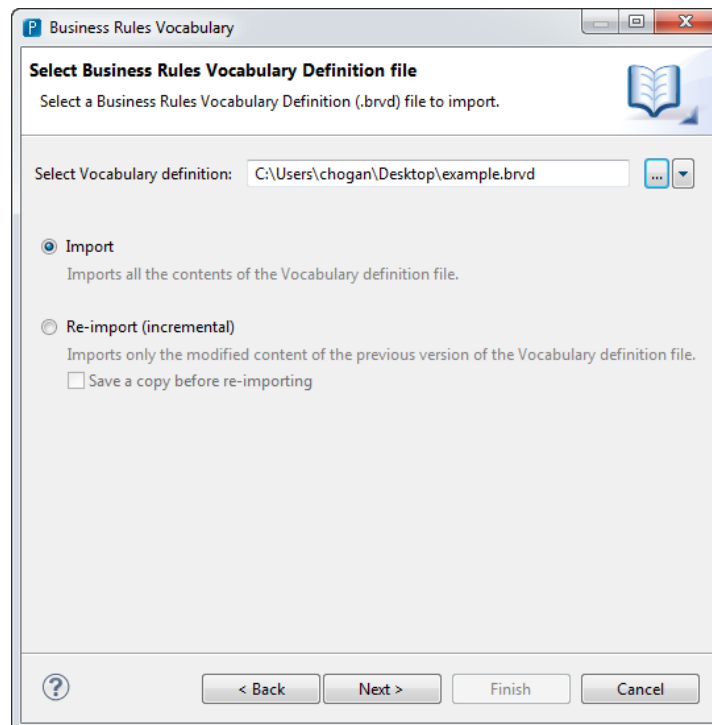 P Business Rules Vocabulary
X
Select Business Rules Vocabulary Definition file
Select a Business Rules Vocabulary Definition (.brvd) file to import.
Select Vocabulary definition: C:\Users\chogan\Desktop\example.brvd ...
Import
Imports all the contents of the Vocabulary definition file.
Re-import (incremental)
Imports only the modified content of the previous version of the Vocabulary definition file.
Save a copy before re-importing
? < Back Next > Finish Cancel